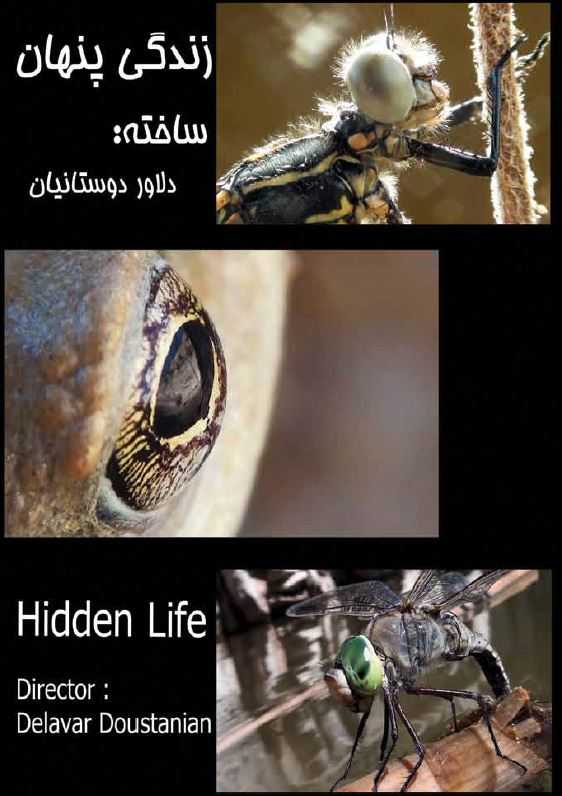 زندگی پنهان
ساخته:
دلاور دوستانیان
Hidden Life
Director :
Delavar Doustanian